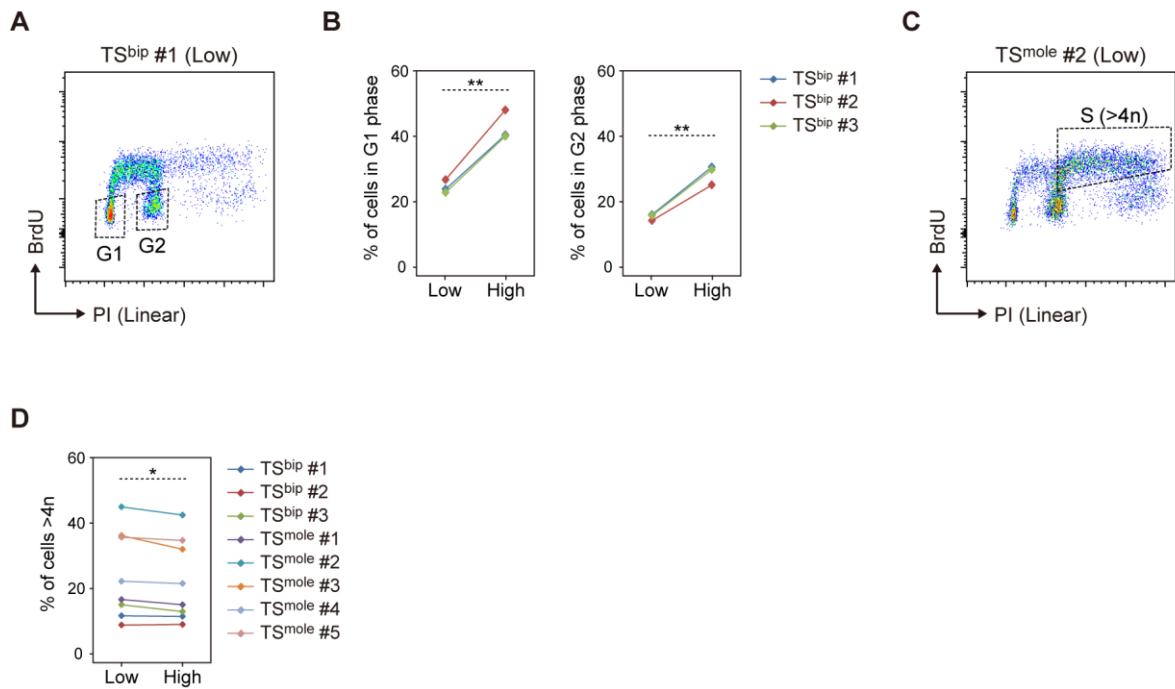 A
TSbip #1 (Low)
BrdU
G1
G2
PI (Linear)
B
% of cells in G1 phase
60
40
20
0
**
Low High
% of cells in G2 phase
60
40
20
0
**
Low High
TSbip #1
TSbip #2
TSbip #3
C
TSmole #2 (Low)
S (>4n)
BrdU
PI (Linear)
D
% of cells >4n
60
40
20
0
*
Low High
TSbip #1
TSbip #2
TSbip #3
TSmole #1
TSmole #2
TSmole #3
TSmole #4
TSmole #5